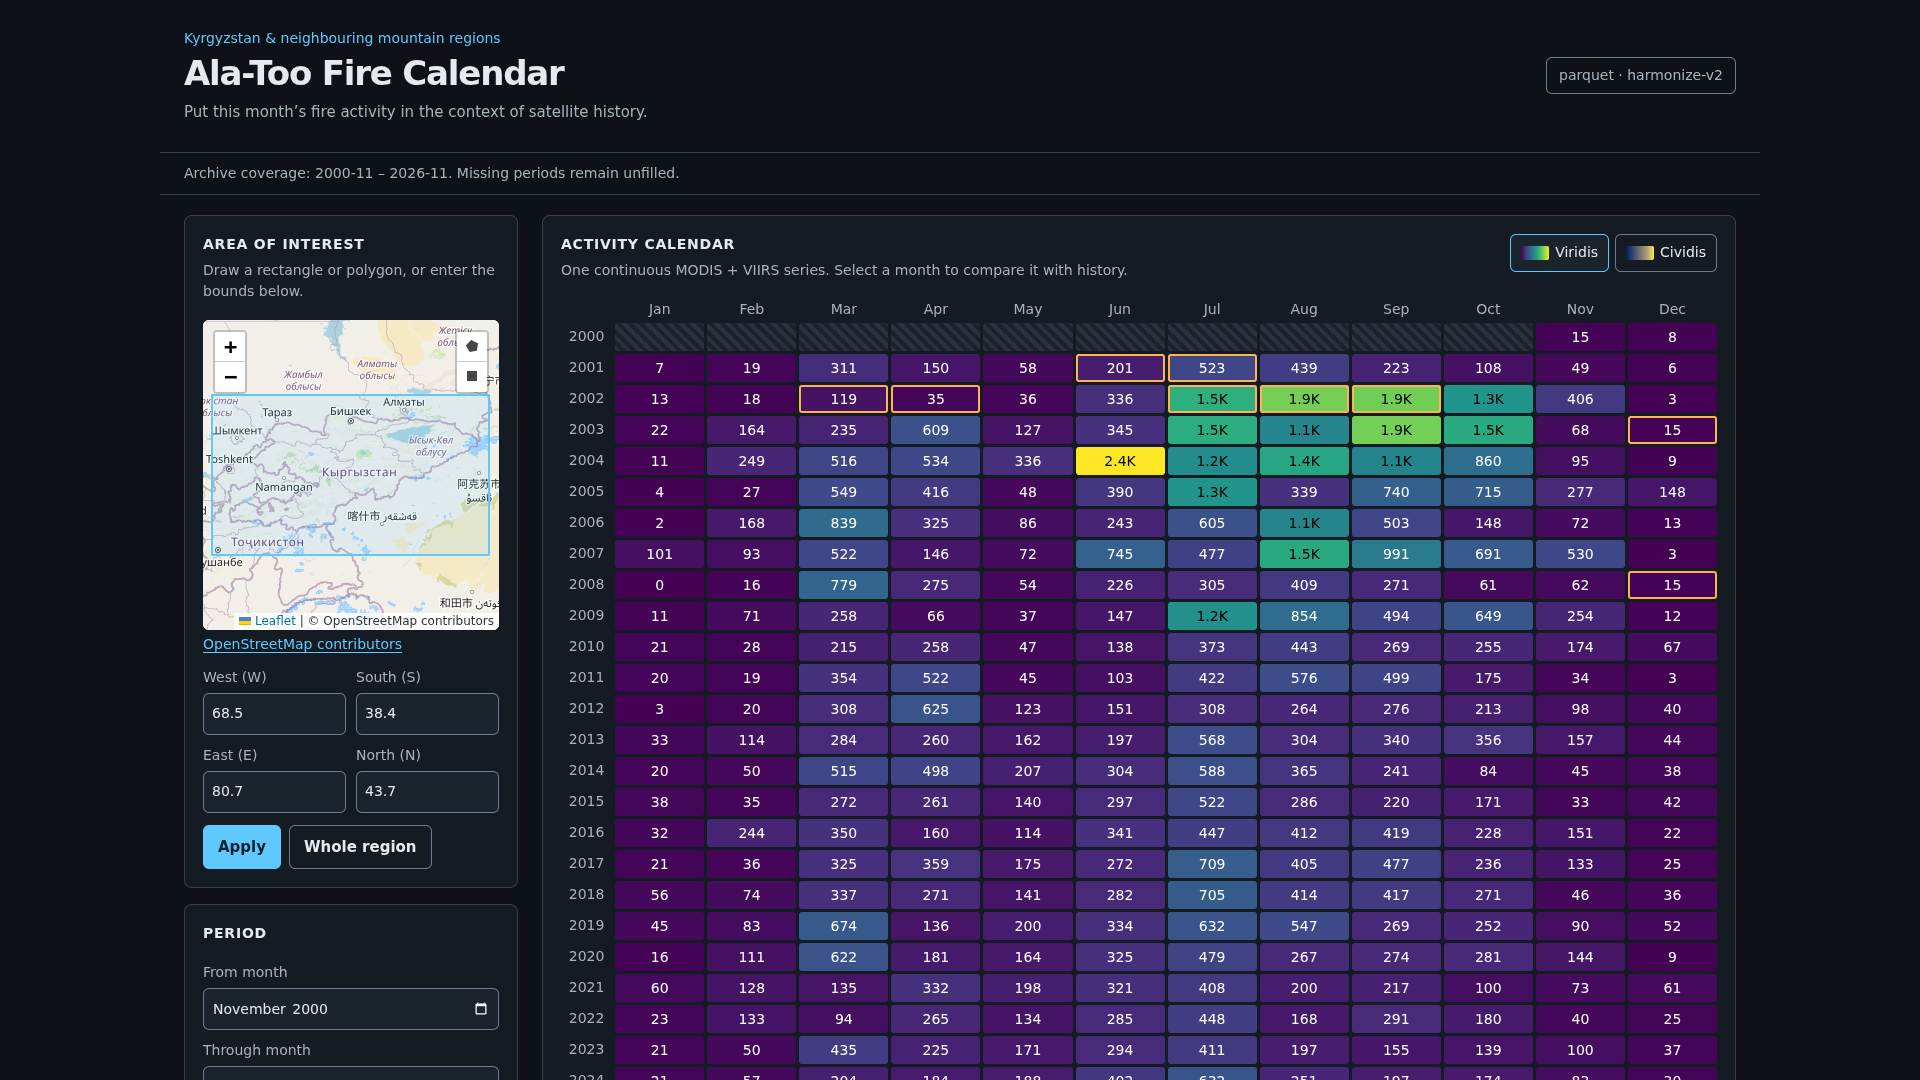 Kyrgyzstan & neighbouring mountain regions
Ala-Too Fire Calendar
Put this month’s fire activity in the context of satellite history.
parquet · harmonize-v2
Archive coverage: 2000-11 – 2026-11. Missing periods remain unfilled.
AREA OF INTEREST
Draw a rectangle or polygon, or enter the
bounds below.
+
−
Жамбыл
облысы
Алматы
облысы
Тараз
Бишкек
Алматы
Шымкент
Ысык-Көл
облусу
Toshkent
Кыргызстан
Namangan
阿克苏市
ئاقسۇ
喀什市 قەشقەر
Тоҷикистон
和田市
Leaflet | © OpenStreetMap contributors
OpenStreetMap contributors
West (W) South (S)
68.5 38.4
East (E) North (N)
80.7 43.7
Apply Whole region
PERIOD
From month
November 2000
Through month
ACTIVITY CALENDAR
One continuous MODIS + VIIRS series. Select a month to compare it with history.
Viridis Cividis
Jan Feb Mar Apr May Jun Jul Aug Sep Oct Nov Dec
2000 15 8
2001 7 19 311 150 58 201 523 439 223 108 49 6
2002 13 18 119 35 36 336 1.5K 1.9K 1.9K 1.3K 406 3
2003 22 164 235 609 127 345 1.5K 1.1K 1.9K 1.5K 68 15
2004 11 249 516 534 336 2.4K 1.2K 1.4K 1.1K 860 95 9
2005 4 27 549 416 48 390 1.3K 339 740 715 277 148
2006 2 168 839 325 86 243 605 1.1K 503 148 72 13
2007 101 93 522 146 72 745 477 1.5K 991 691 530 3
2008 0 16 779 275 54 226 305 409 271 61 62 15
2009 11 71 258 66 37 147 1.2K 854 494 649 254 12
2010 21 28 215 258 47 138 373 443 269 255 174 67
2011 20 19 354 522 45 103 422 576 499 175 34 3
2012 3 20 308 625 123 151 308 264 276 213 98 40
2013 33 114 284 260 162 197 568 304 340 356 157 44
2014 20 50 515 498 207 304 588 365 241 84 45 38
2015 38 35 272 261 140 297 522 286 220 171 33 42
2016 32 244 350 160 114 341 447 412 419 228 151 22
2017 21 36 325 359 175 272 709 405 477 236 133 25
2018 56 74 337 271 141 282 705 414 417 271 46 36
2019 45 83 674 136 200 334 632 547 269 252 90 52
2020 16 111 622 181 164 325 479 267 274 281 144 9
2021 60 128 135 332 198 321 408 200 217 100 73 61
2022 23 133 94 265 134 285 448 168 291 180 40 25
2023 21 50 435 225 171 294 411 197 155 139 100 37